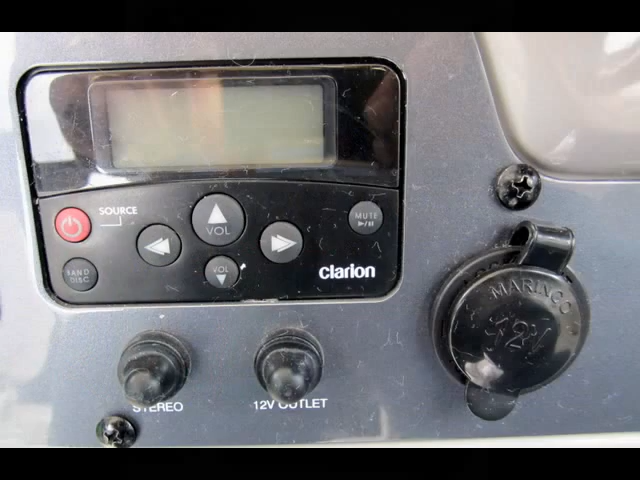 SOURCE
VOL
MUTE
BAND
DISC
VOL
clarion
MARINCO
12V
STEREO
12V OUTLET